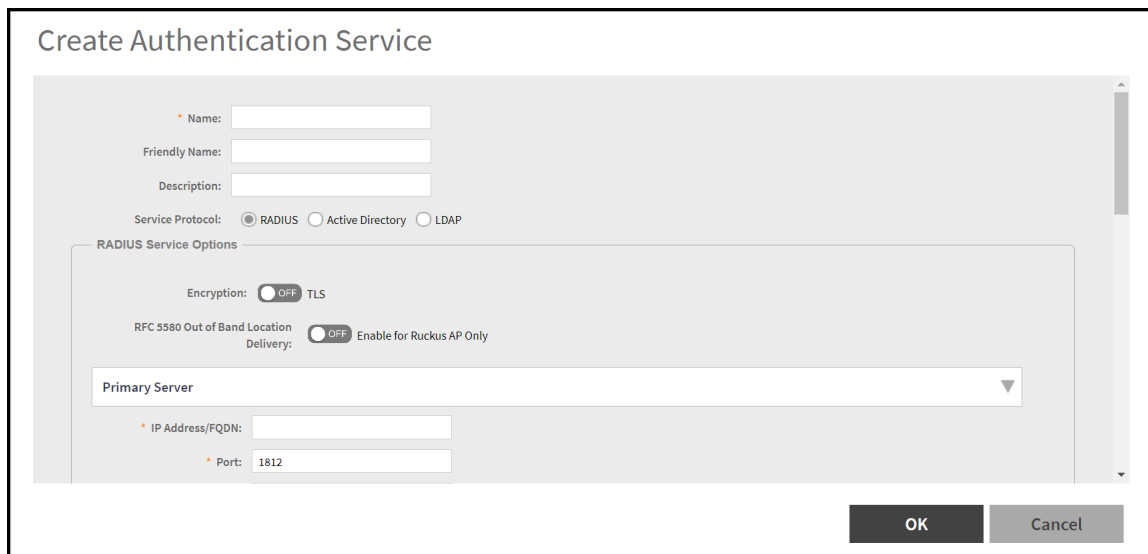 Create Authentication Service
* Name:
Friendly Name:
Description:
Service Protocol: RADIUS Active Directory LDAP
RADIUS Service Options
Encryption: OFF TLS
RFC 5580 Out of Band Location
Delivery: OFF Enable for Ruckus AP Only
Primary Server
* IP Address/FQDN:
* Port: 1812
OK Cancel